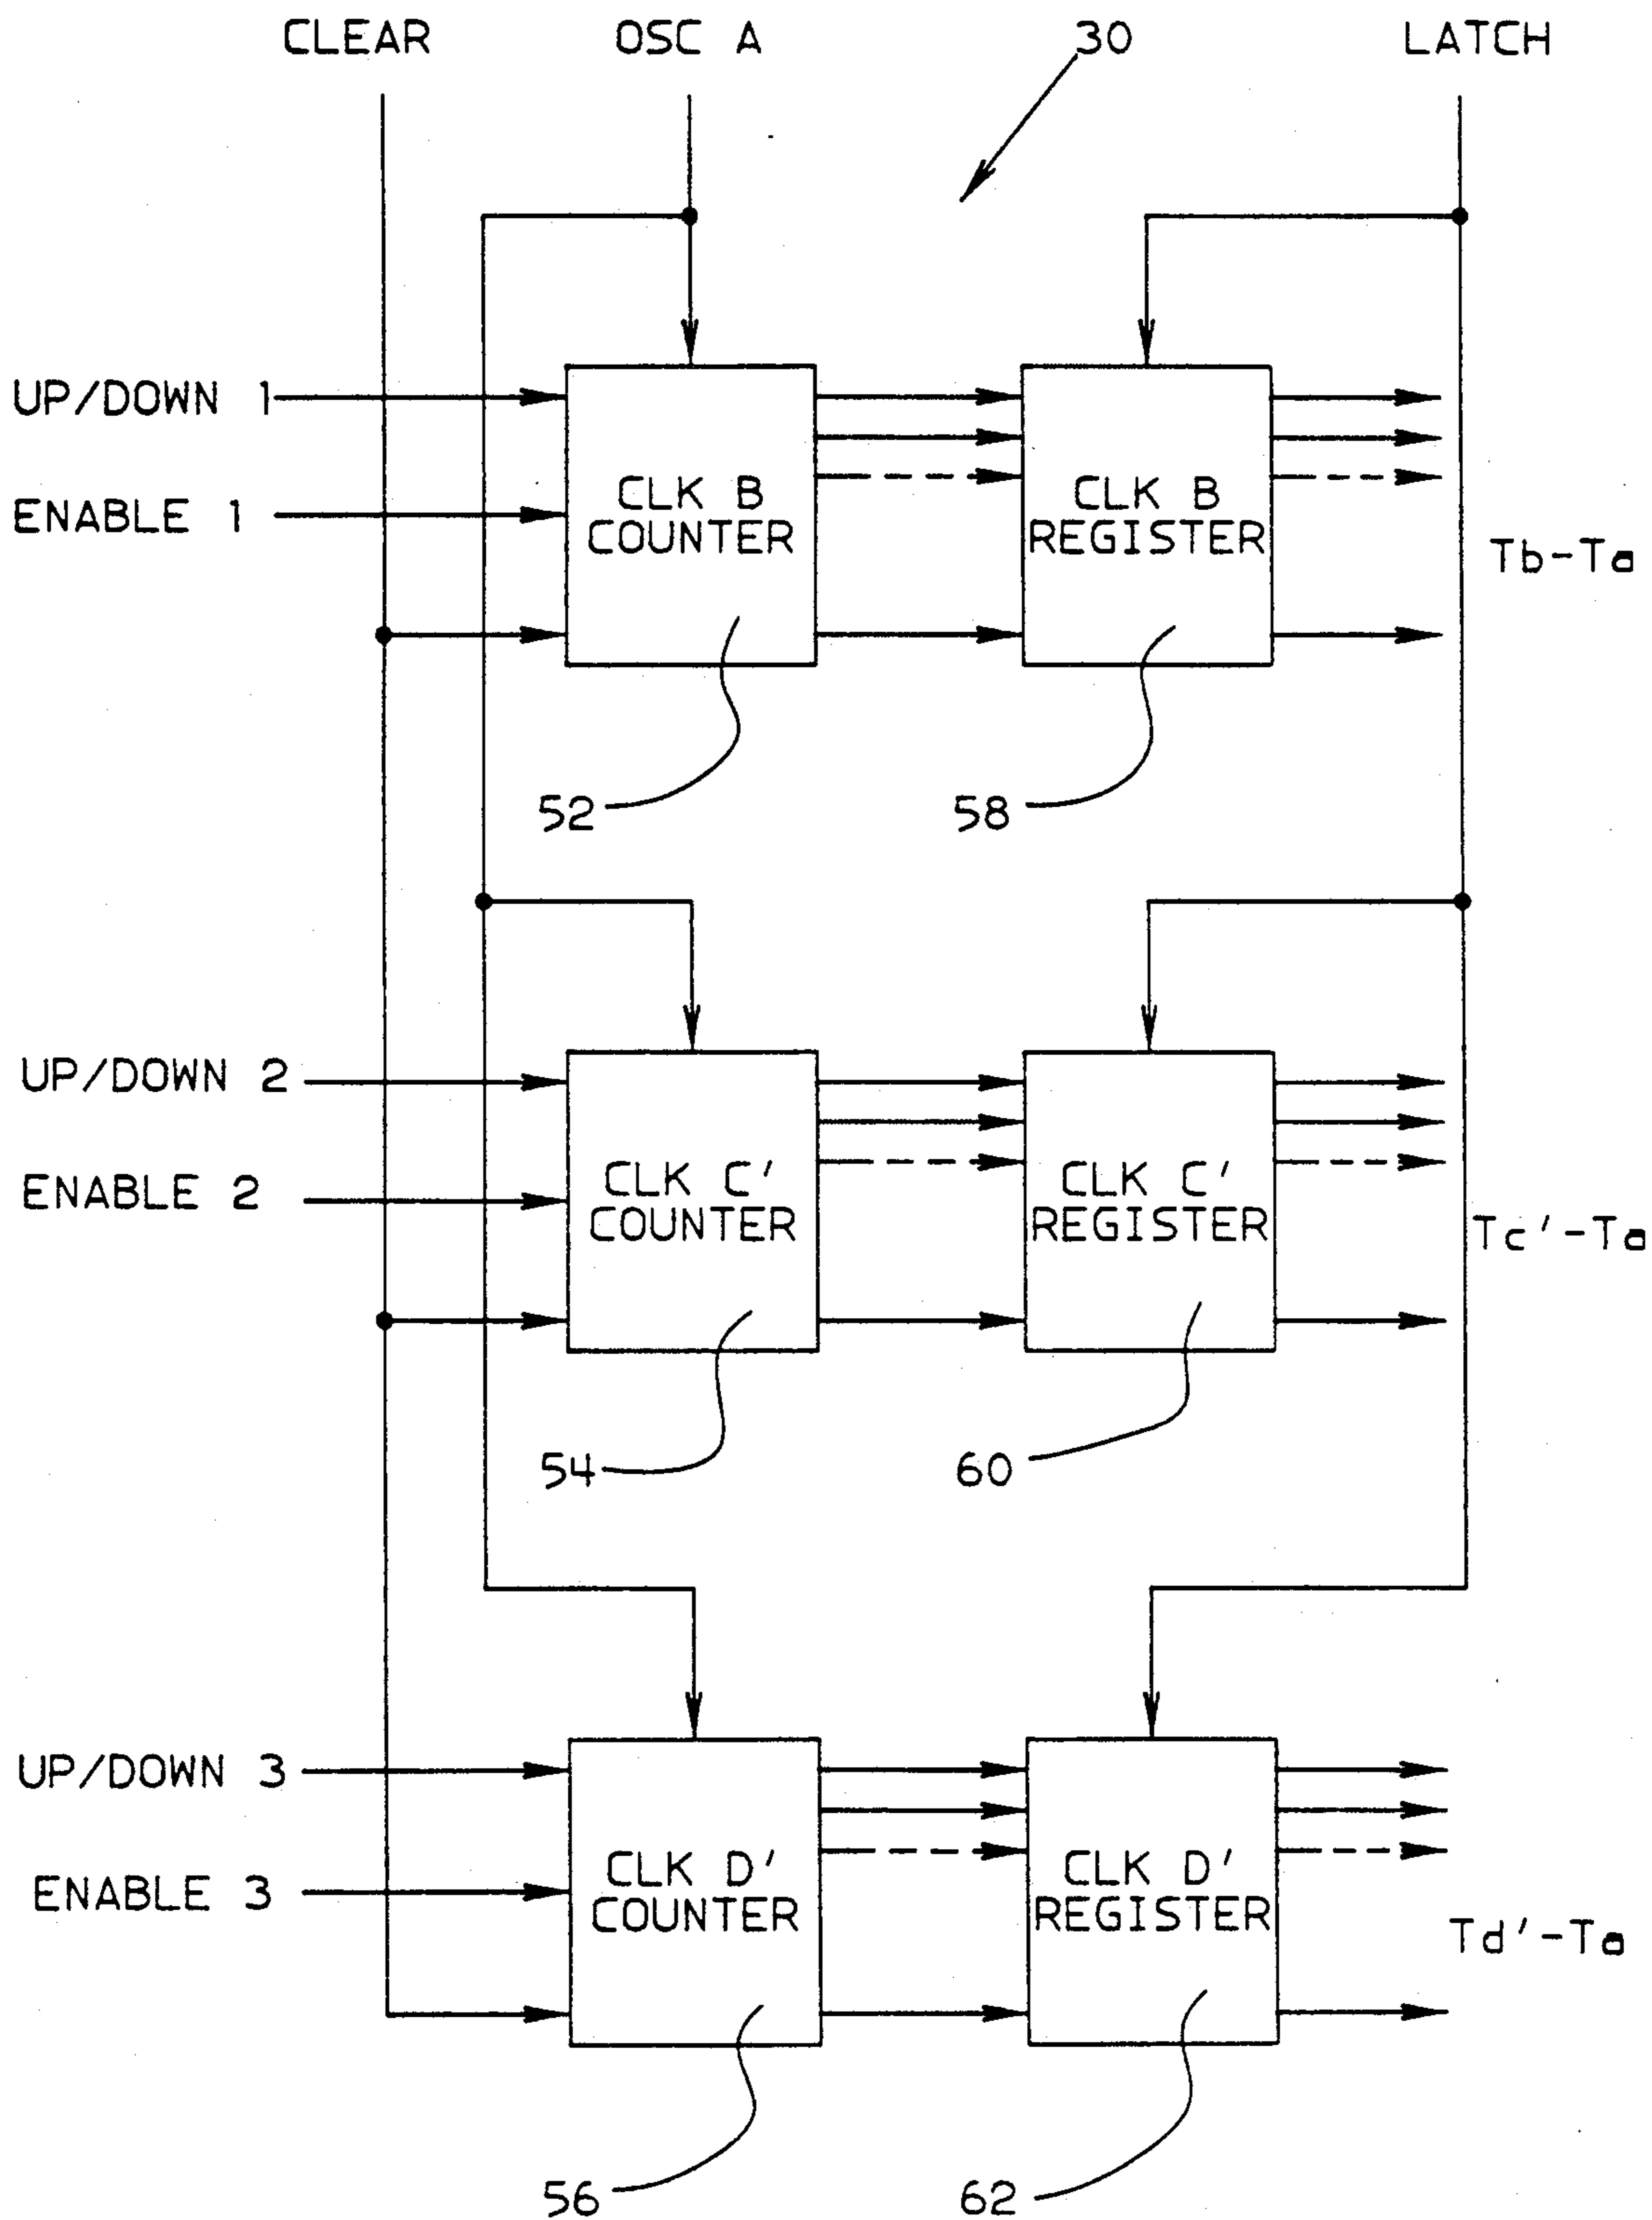 CLEAR OSC A 30 LATCH
UP/DOWN 1
CLK B
COUNTER
CLK B
REGISTER
ENABLE 1
Tb-Ta
52
58
UP/DOWN 2
CLK C'
COUNTER
CLK C'
REGISTER
ENABLE 2
Tc'-Ta
54
60
UP/DOWN 3
CLK D'
COUNTER
CLK D'
REGISTER
ENABLE 3
Td'-Ta
56
62